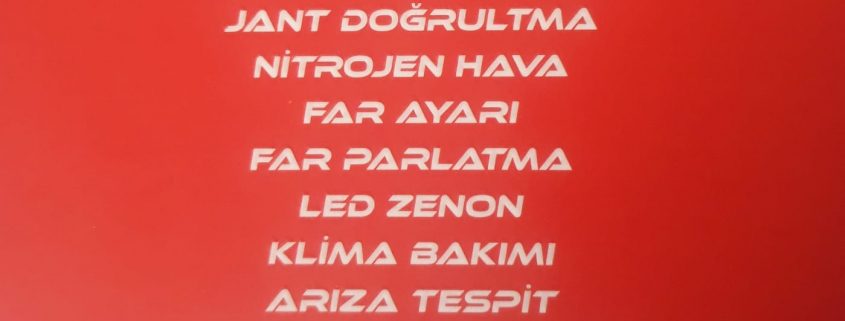 JANT DOĞRULTMA
NİTROJEN HAVA
FAR AYARI
FAR PARLATMA
LED ZENON
KLİMA BAKIMI
ARIZA TESPİT